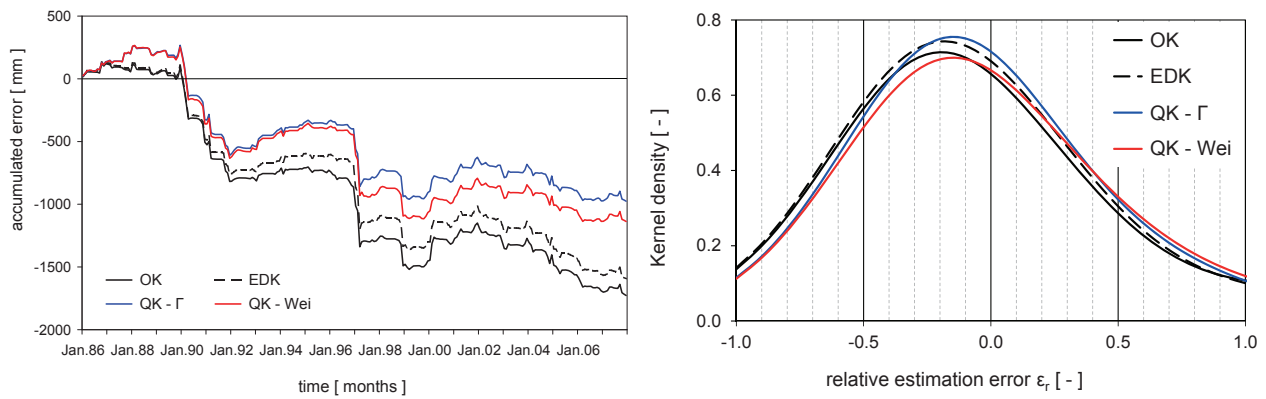 accumulated error [mm]
500
0
-500
-1000
-1500
-2000
OK
EDK
QK - Γ
QK - Wei
Jan.86 Jan.88 Jan.90 Jan.92 Jan.94 Jan.96 Jan.98 Jan.00 Jan.02 Jan.04 Jan.06
time [ months ]
Kernel density [ - ]
0.8
0.6
0.4
0.2
0.0
OK
EDK
QK - Γ
QK - Wei
-1.0 -0.5 0.0 0.5 1.0
relative estimation error εr [ - ]